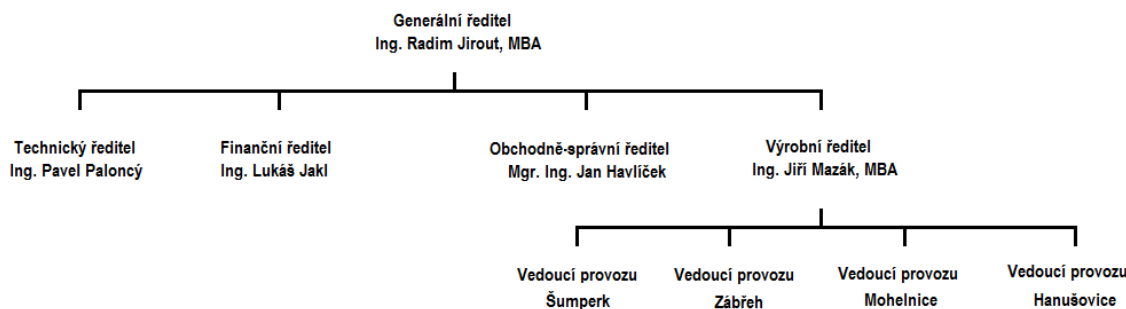 Generální ředitel
Ing. Radim Jirout, MBA
Technický ředitel
Ing. Pavel Paloncý
Finanční ředitel
Ing. Lukáš Jakl
Obchodně-správní ředitel
Mgr. Ing. Jan Havlíček
Výrobní ředitel
Ing. Jiří Mazák, MBA
Vedoucí provozu
Šumperk
Vedoucí provozu
Zábřeh
Vedoucí provozu
Mohelnice
Vedoucí provozu
Hanušovice